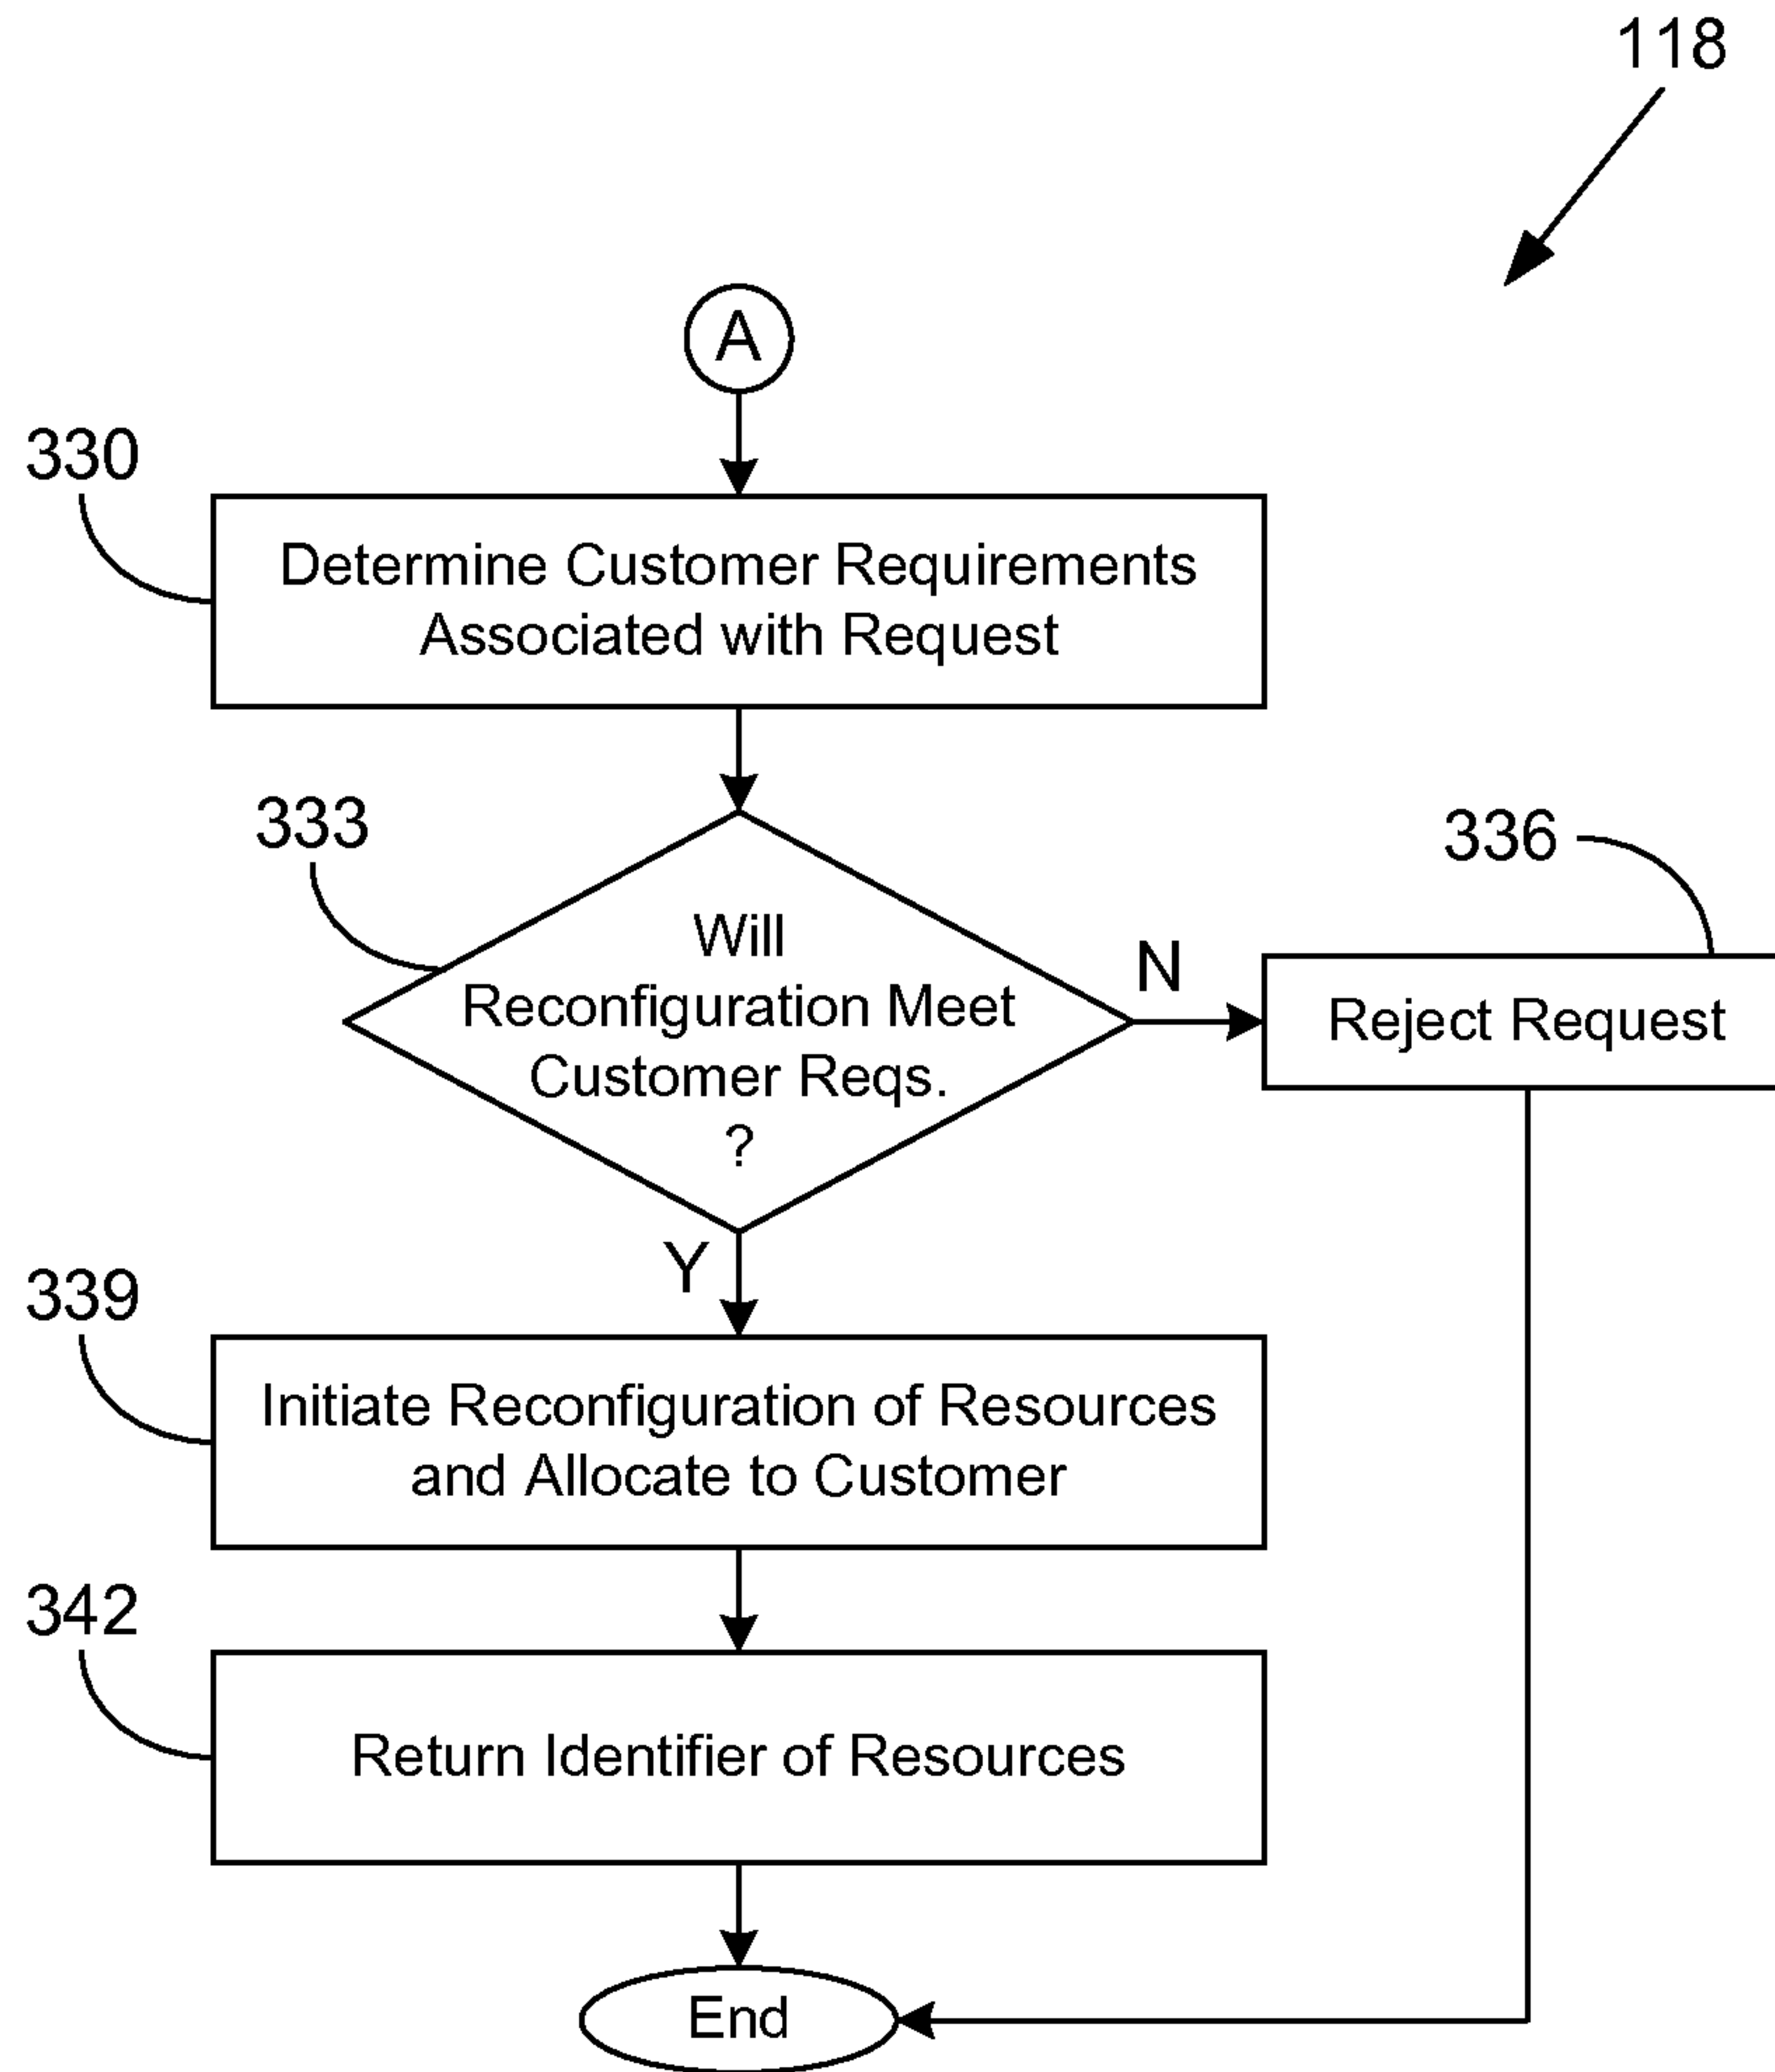 118
A
330
Determine Customer Requirements
Associated with Request
333
336
Will
Reconfiguration Meet
Customer Reqs.
?
N
Reject Request
Y
339
Initiate Reconfiguration of Resources
and Allocate to Customer
342
Return Identifier of Resources
End